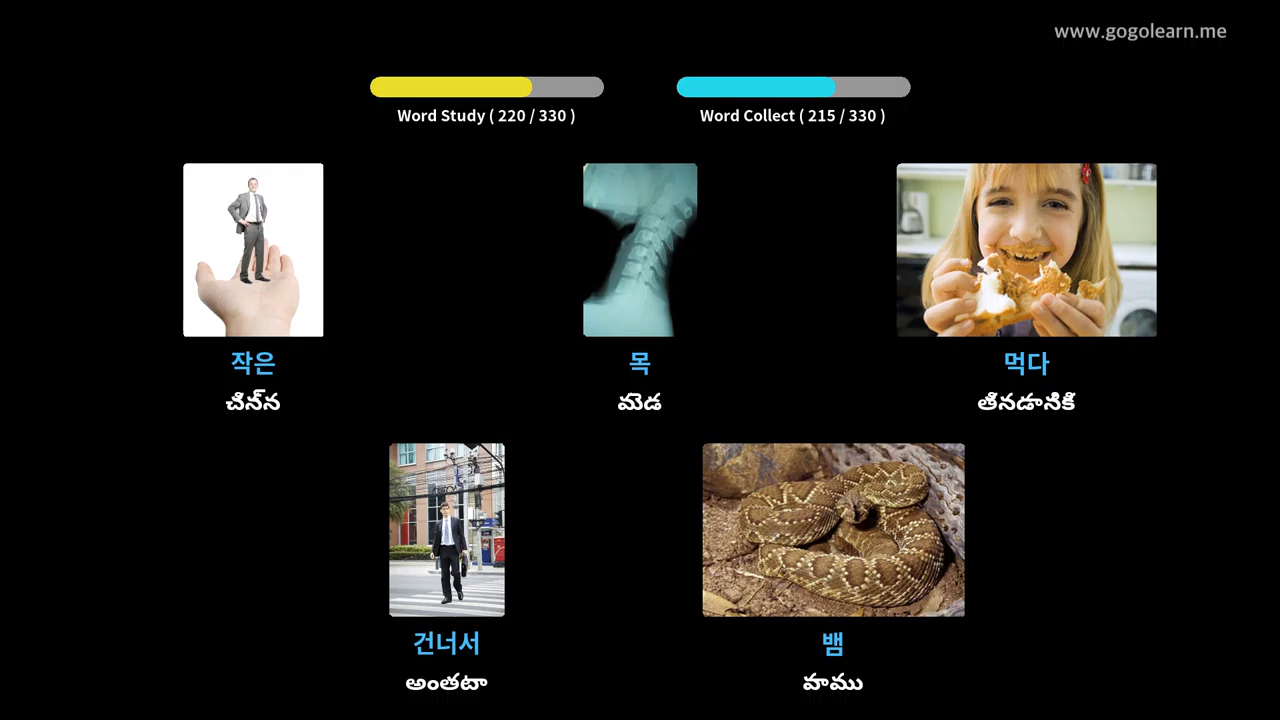 www.gogolearn.me
Word Study ( 220 / 330 )
Word Collect ( 215 / 330 )
작은
చిన్న
목
మెడ
먹다
తినడానికి
건너서
అంతటా
뱀
పాము